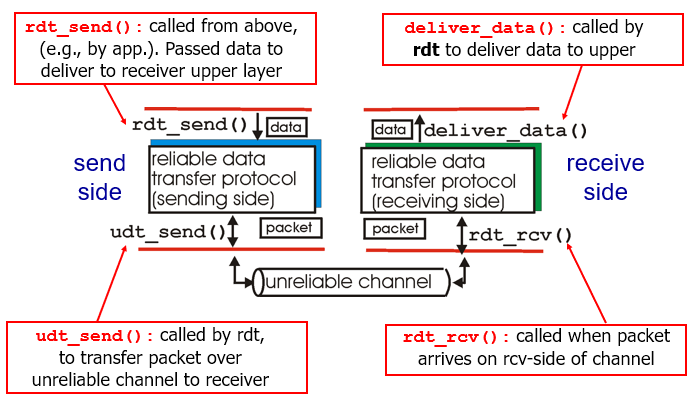 rdt_send(): called from above,
(e.g., by app.). Passed data to
deliver to receiver upper layer
deliver_data(): called by
rdt to deliver data to upper
rdt_send()
data
data
deliver_data()
send
side
reliable data
transfer protocol
(sending side)
reliable data
transfer protocol
(receiving side)
receive
side
udt_send()
packet
packet
rdt_rcv()
unreliable channel
udt_send(): called by rdt,
to transfer packet over
unreliable channel to receiver
rdt_rcv(): called when packet
arrives on rcv-side of channel